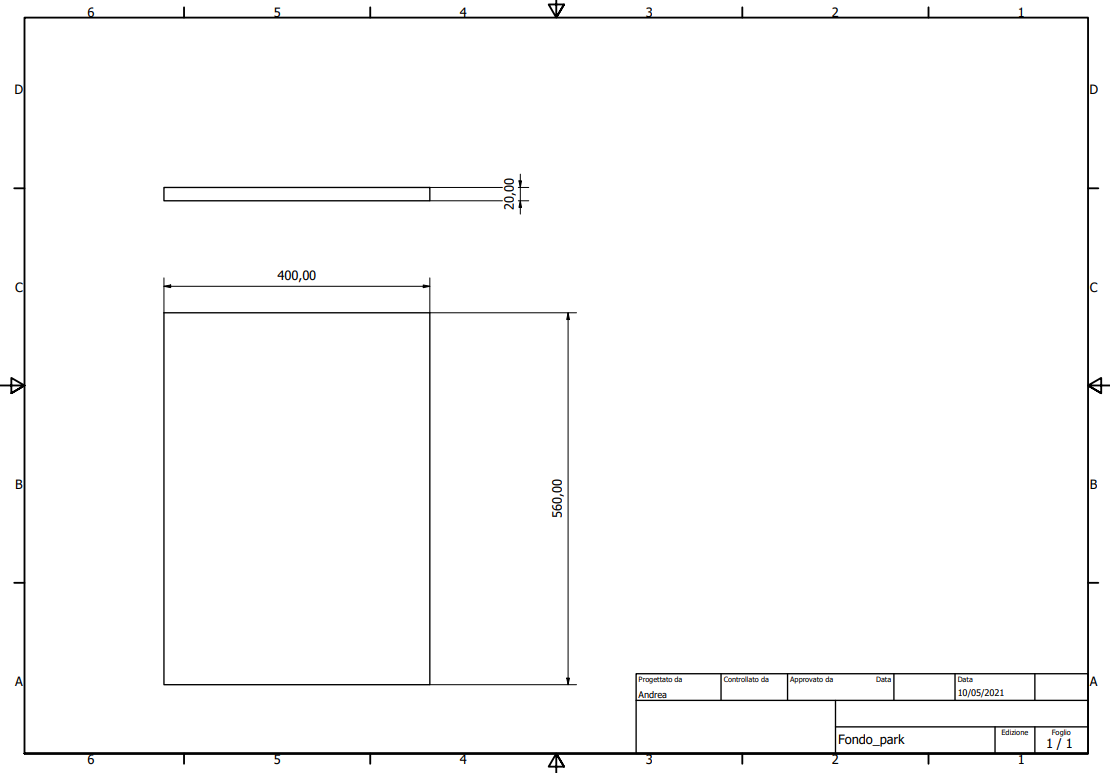 6 5 4 3 2 1
D D
20,00
400,00
C C
560,00
B B
A A
Progettato da Controllato da Approvato da Data Data
Andrea 10/05/2021
Edizione Foglio
Fondo_park 1 / 1
6 5 4 3 2 1